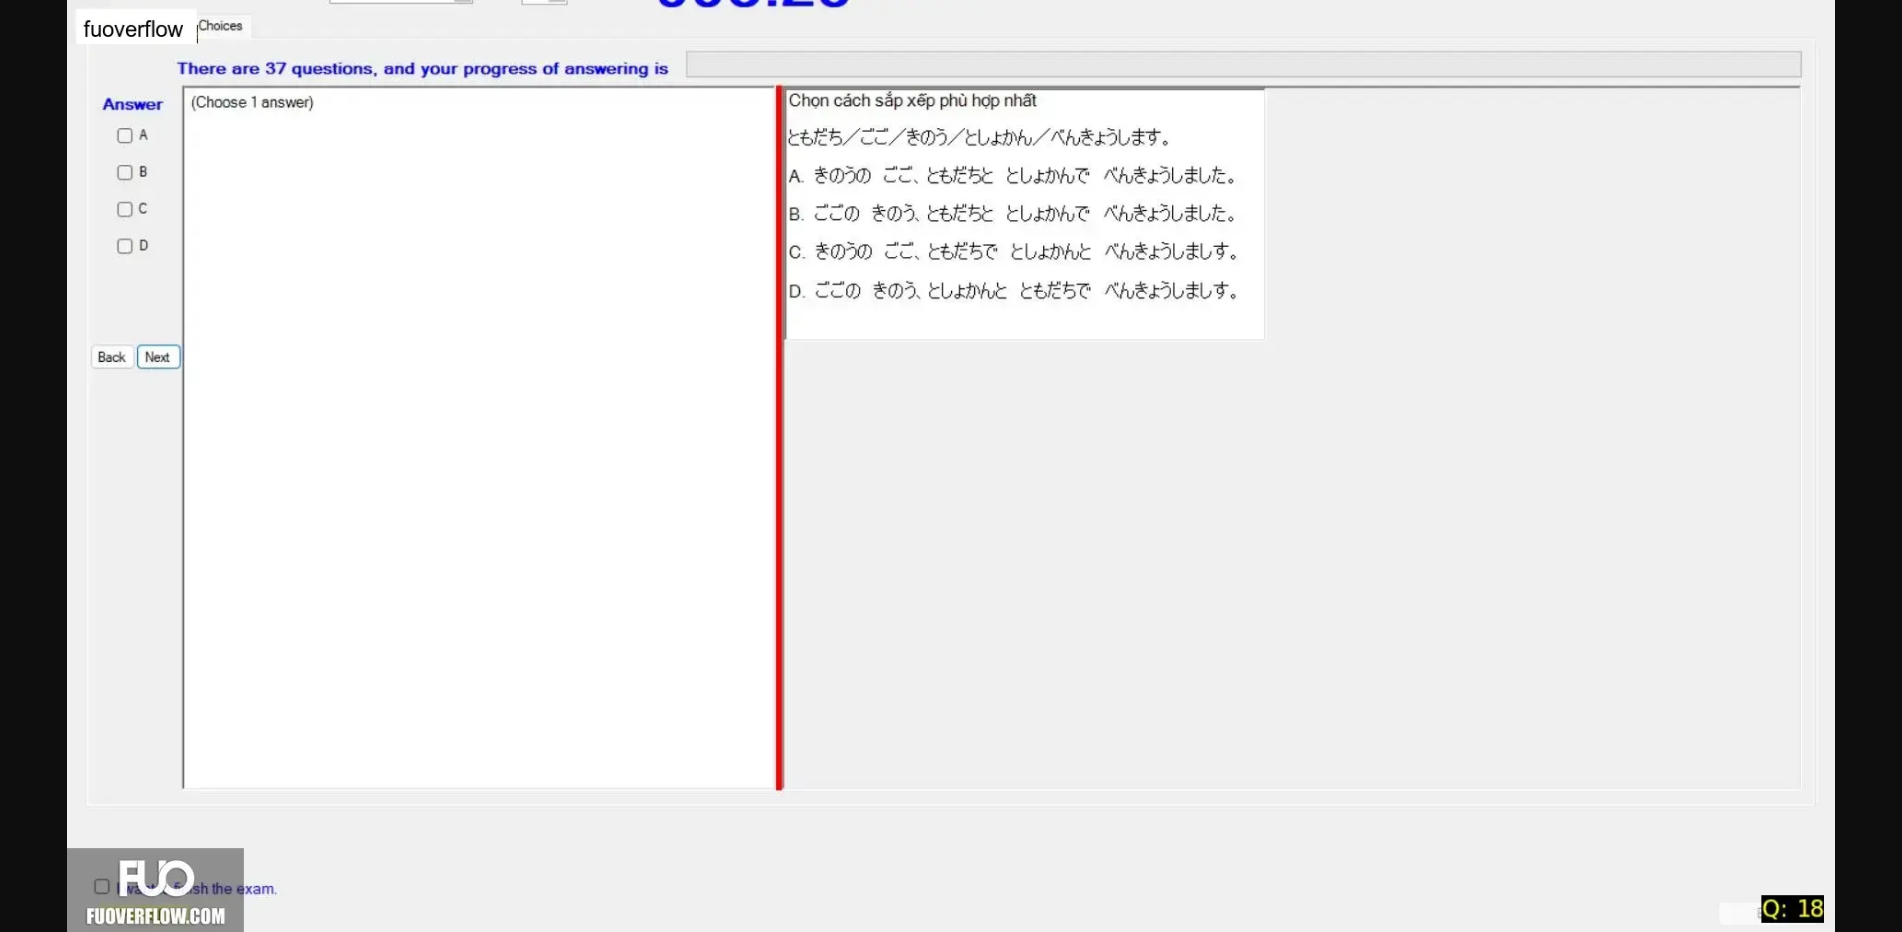 fuoverflow
Choices
There are 37 questions, and your progress of answering is
Answer
(Choose 1 answer)
A
B
C
D
Back
Next
Chọn cách sắp xếp phù hợp nhất
ともだち／ごご／きのう／としょかん／べんきょうします。
A. きのうの ごご、ともだちと としょかんで べんきょうしました。
B. ごごの きのう、ともだちと としょかんで べんきょうしました。
C. きのうの ごご、ともだちで としょかんと べんきょうしましす。
D. ごごの きのう、としょかんと ともだちで べんきょうしましす。
FUO
sh the exam.
FUOVERFLOW.COM
Q: 18